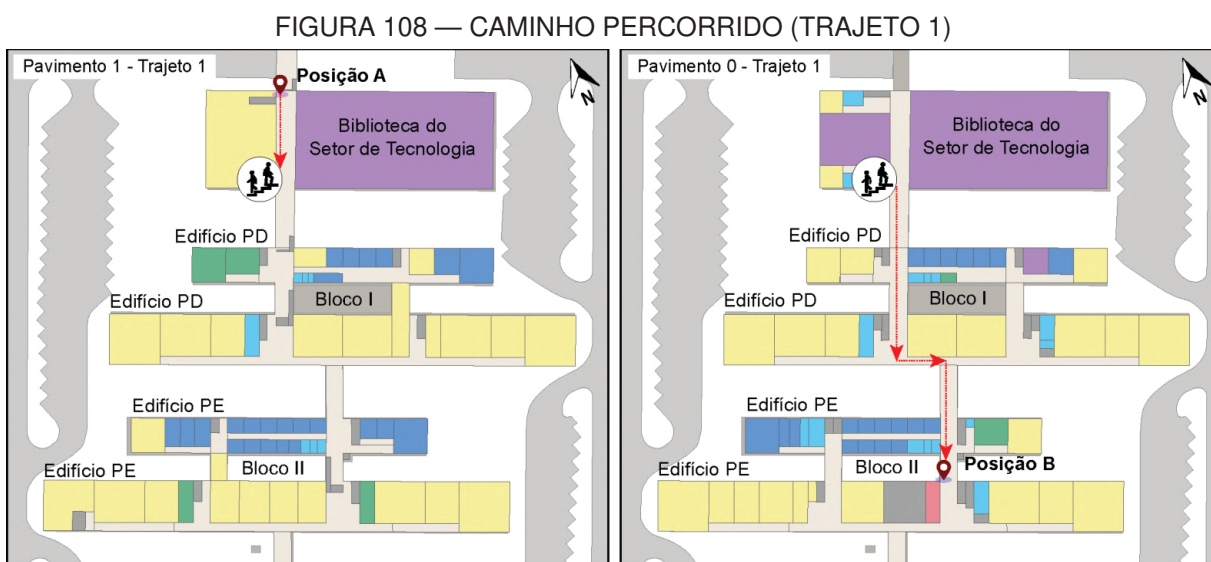 FIGURA 108 — CAMINHO PERCORRIDO (TRAJETO 1)
Pavimento 1 - Trajeto 1
Posição A
N
Biblioteca do
Setor de Tecnologia
Edifício PD
Edifício PD
Bloco I
Edifício PE
Edifício PE
Bloco II
Pavimento 0 - Trajeto 1
N
Biblioteca do
Setor de Tecnologia
Edifício PD
Edifício PD
Bloco I
Edifício PE
Edifício PE
Bloco II
Posição B